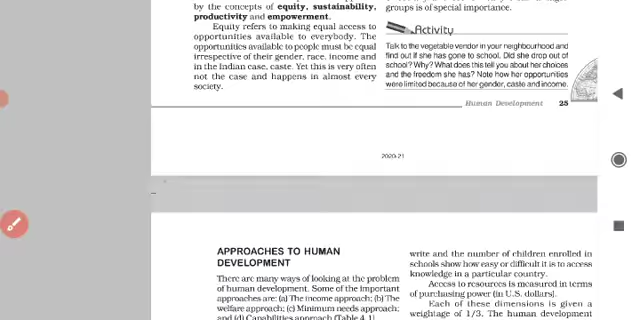 by the concepts of equity, sustainability,
productivity and empowerment.
Equity refers to making equal access to
opportunities available to everybody. The
opportunities available to people must be equal
irrespective of their gender, race, income and
in the Indian case, caste. Yet this is very often
not the case and happens in almost every
society.
groups is of special importance.
Activity
Talk to the vegetable vendor in your neighbourhood and
find out if she has gone to school. Did she drop out of
school? Why? What does this tell you about her choices
and the freedom she has? Note how her opportunities
were limited because of her gender, caste and income.
Human Development 25
2020-21
APPROACHES TO HUMAN
DEVELOPMENT
There are many ways of looking at the problem
of human development. Some of the important
approaches are: (a) The income approach; (b) The
welfare approach; (c) Minimum needs approach;
and (d) Capabilities approach (Table 4.1).
write and the number of children enrolled in
schools show how easy or difficult it is to access
knowledge in a particular country.
Access to resources is measured in terms
of purchasing power (in U.S. dollars).
Each of these dimensions is given a
weightage of 1/3. The human development